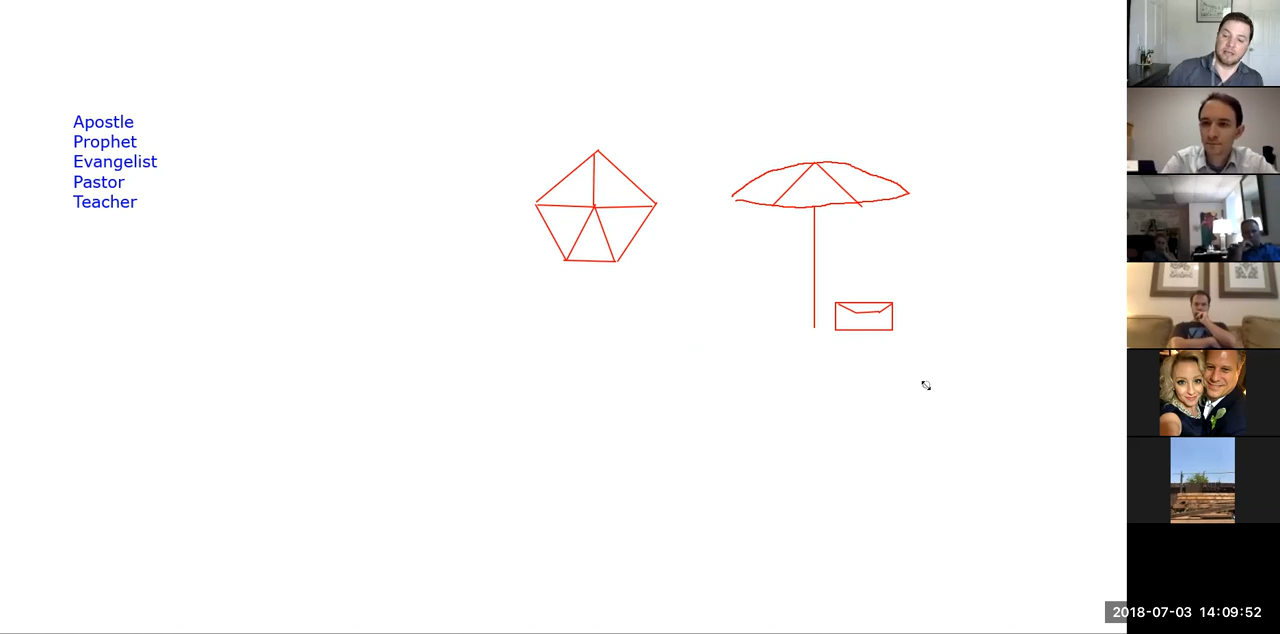 Apostle
Prophet
Evangelist
Pastor
Teacher
2018-07-03 14:09:52